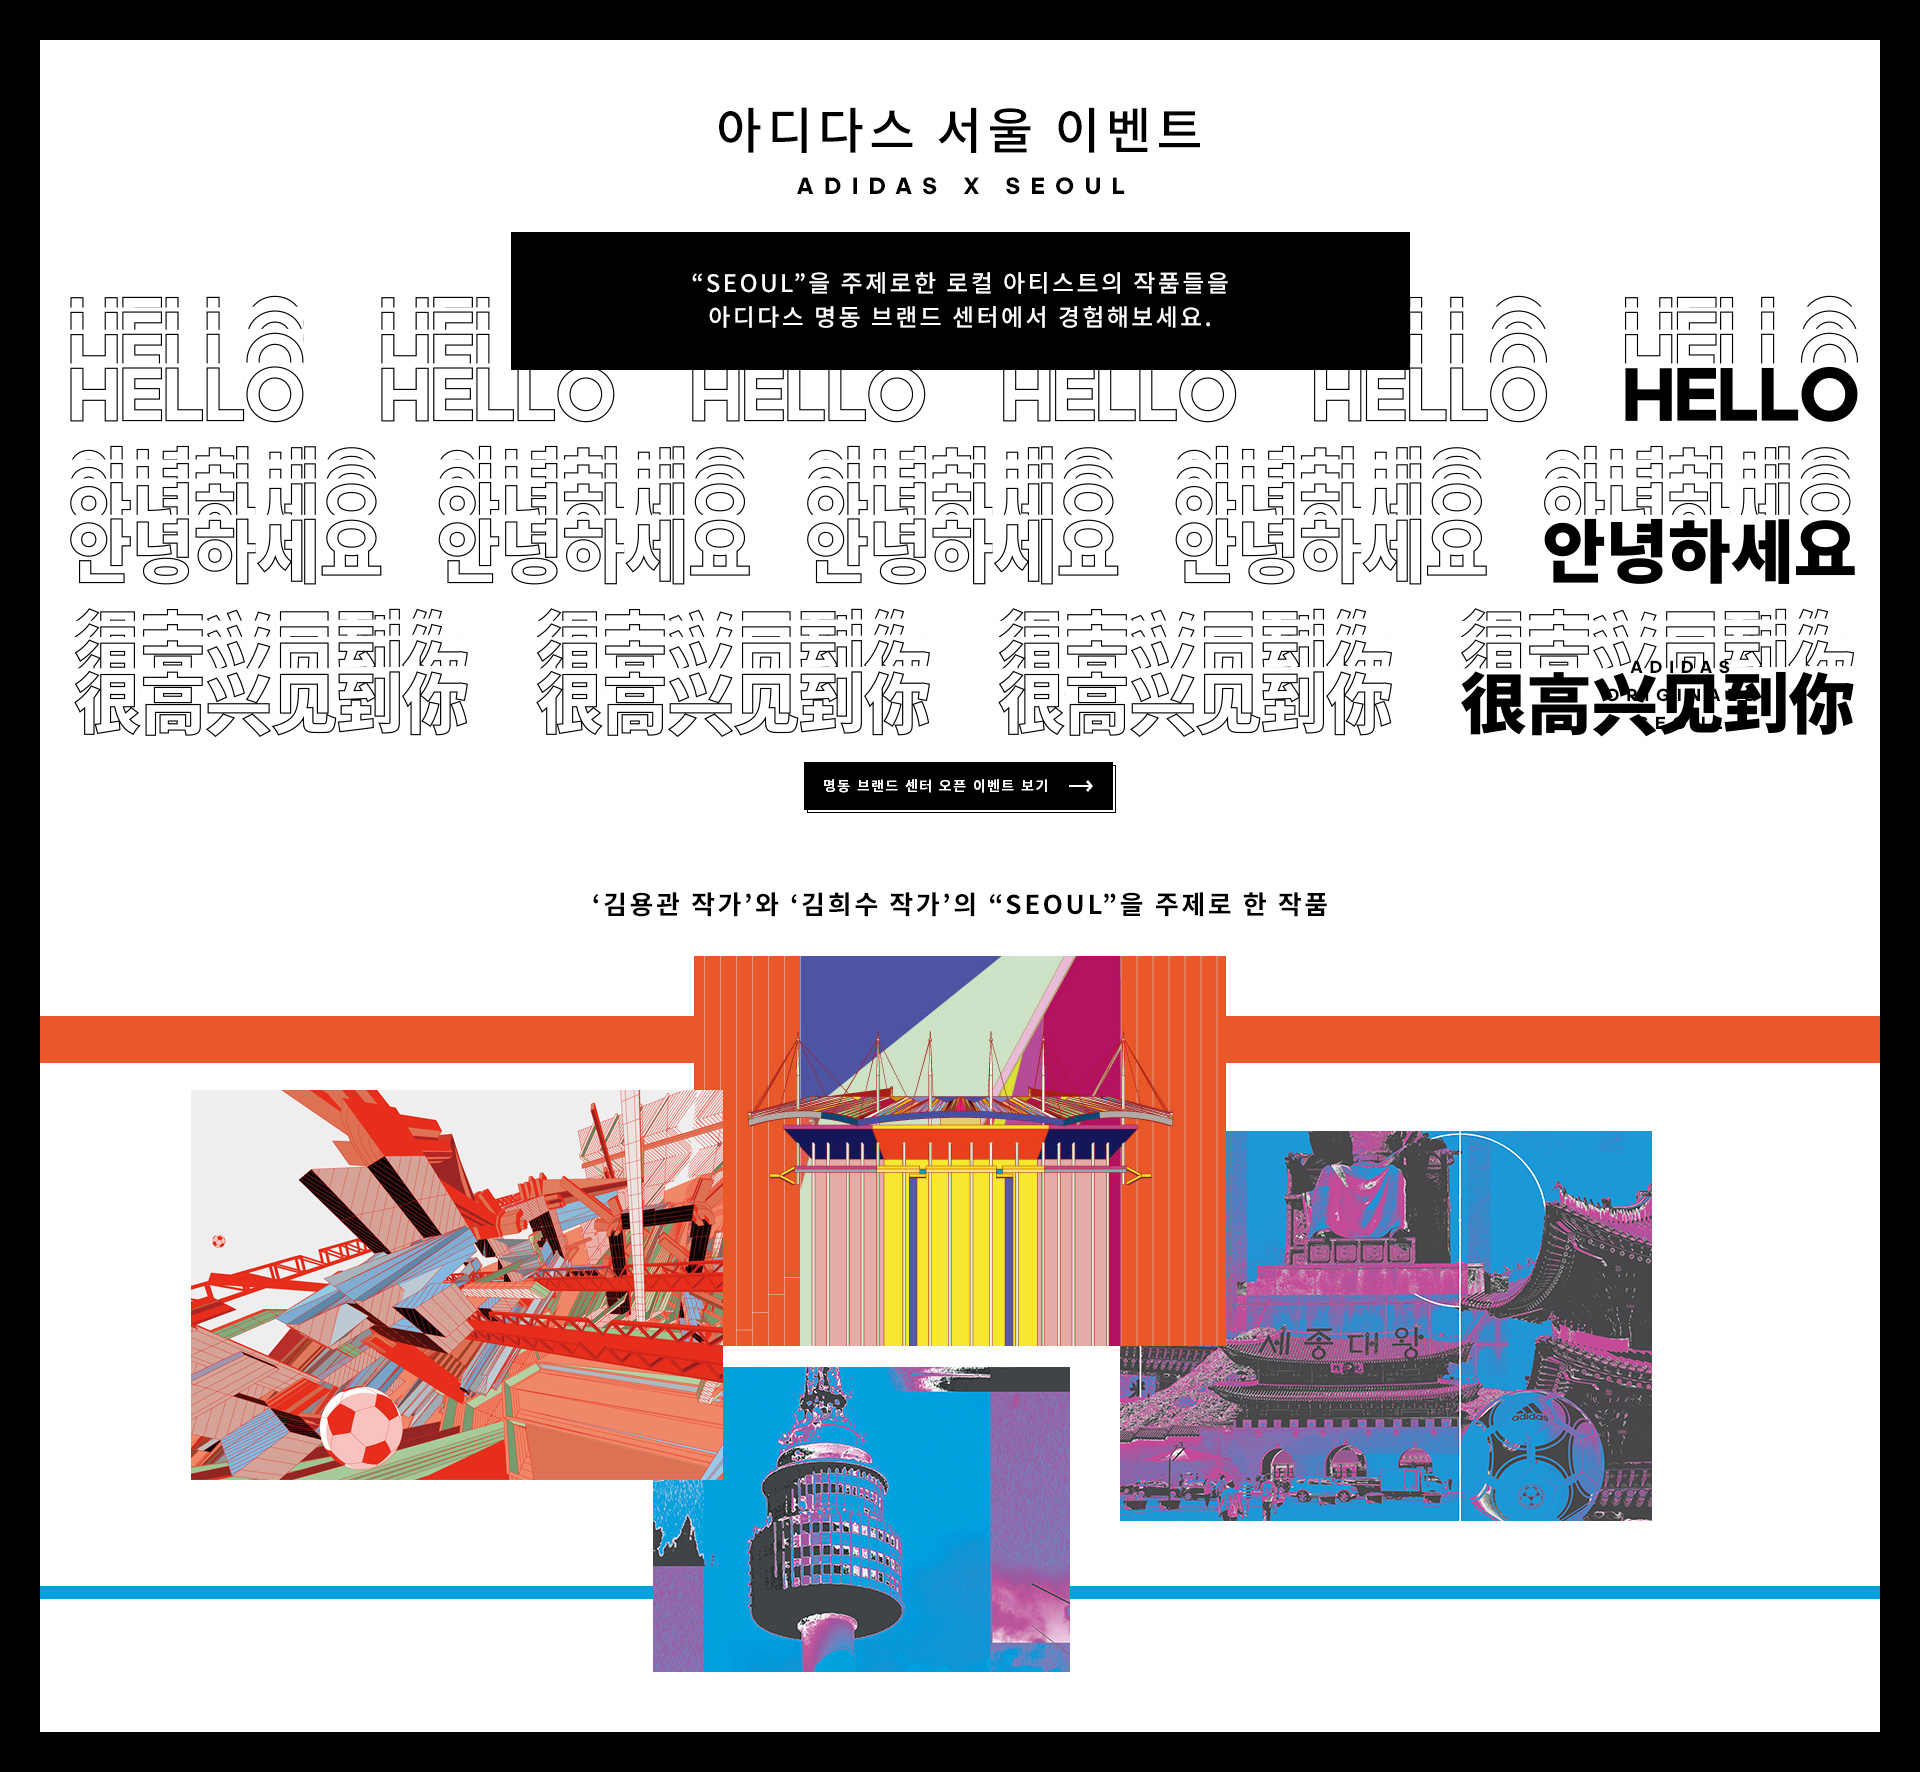 아디다스 서울 이벤트
ADIDAS X SEOUL
“SEOUL”을 주제로한 로컬 아티스트의 작품들을
아디다스 명동 브랜드 센터에서 경험해보세요.
HELLO HELLO HELLO HELLO HELLO HELLO
안녕하세요 안녕하세요 안녕하세요 안녕하세요 안녕하세요
ADIDAS
很高兴见到你 很高兴见到你 很高兴见到你 很高兴见到你
명동 브랜드 센터 오픈 이벤트 보기 →
‘김용관 작가’와 ‘김희수 작가’의 “SEOUL”을 주제로 한 작품
세종대왕
adidas